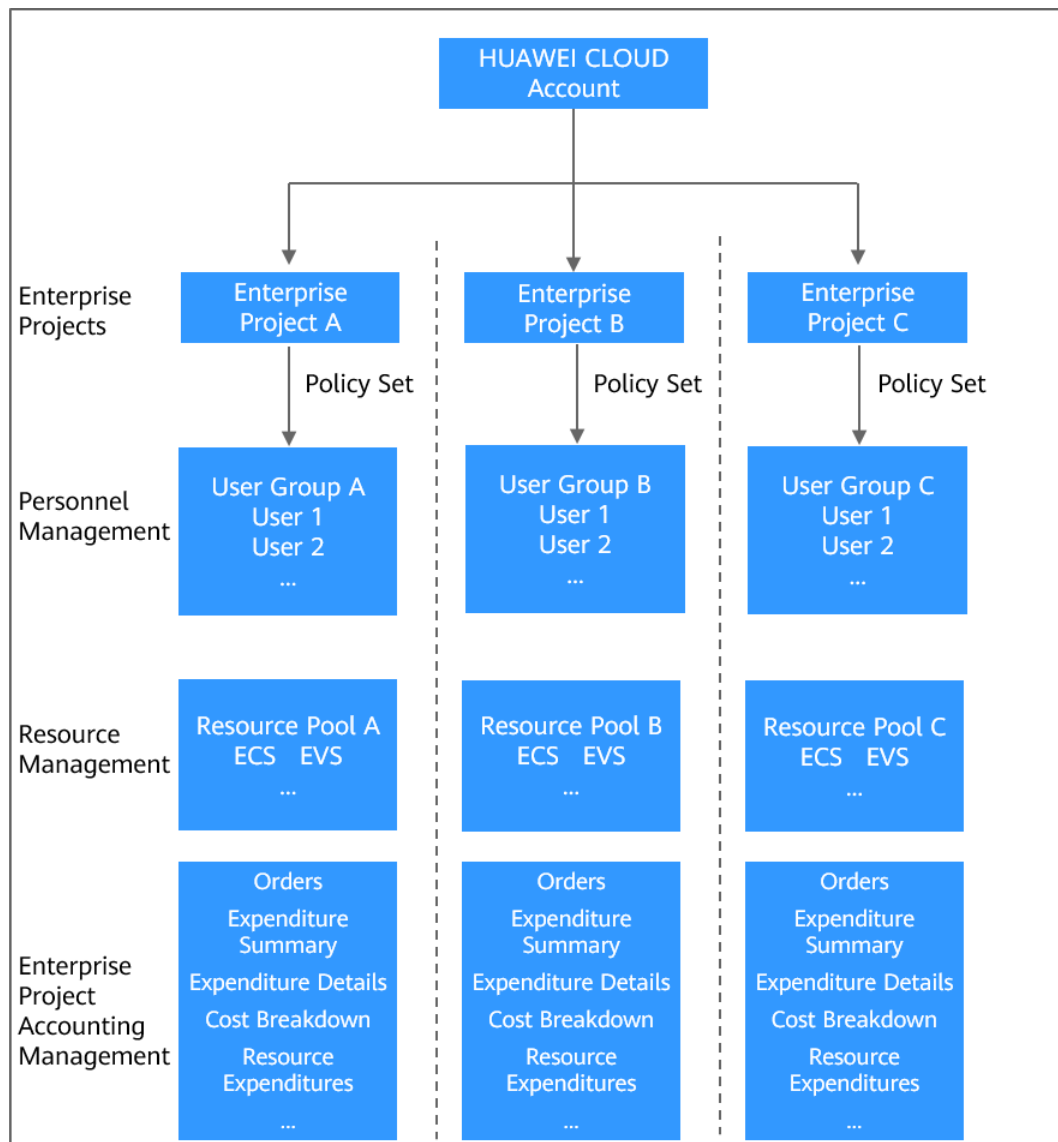 HUAWEI CLOUD
Account
Enterprise
Projects
Enterprise
Project A
Enterprise
Project B
Enterprise
Project C
Policy Set
Policy Set
Policy Set
Personnel
Management
User Group A
User 1
User 2
...
User Group B
User 1
User 2
...
User Group C
User 1
User 2
...
Resource
Management
Resource Pool A
ECS EVS
...
Resource Pool B
ECS EVS
...
Resource Pool C
ECS EVS
...
Enterprise
Project
Accounting
Management
Orders
Expenditure
Summary
Expenditure Details
Cost Breakdown
Resource
Expenditures
...
Orders
Expenditure
Summary
Expenditure Details
Cost Breakdown
Resource
Expenditures
...
Orders
Expenditure
Summary
Expenditure Details
Cost Breakdown
Resource
Expenditures
...